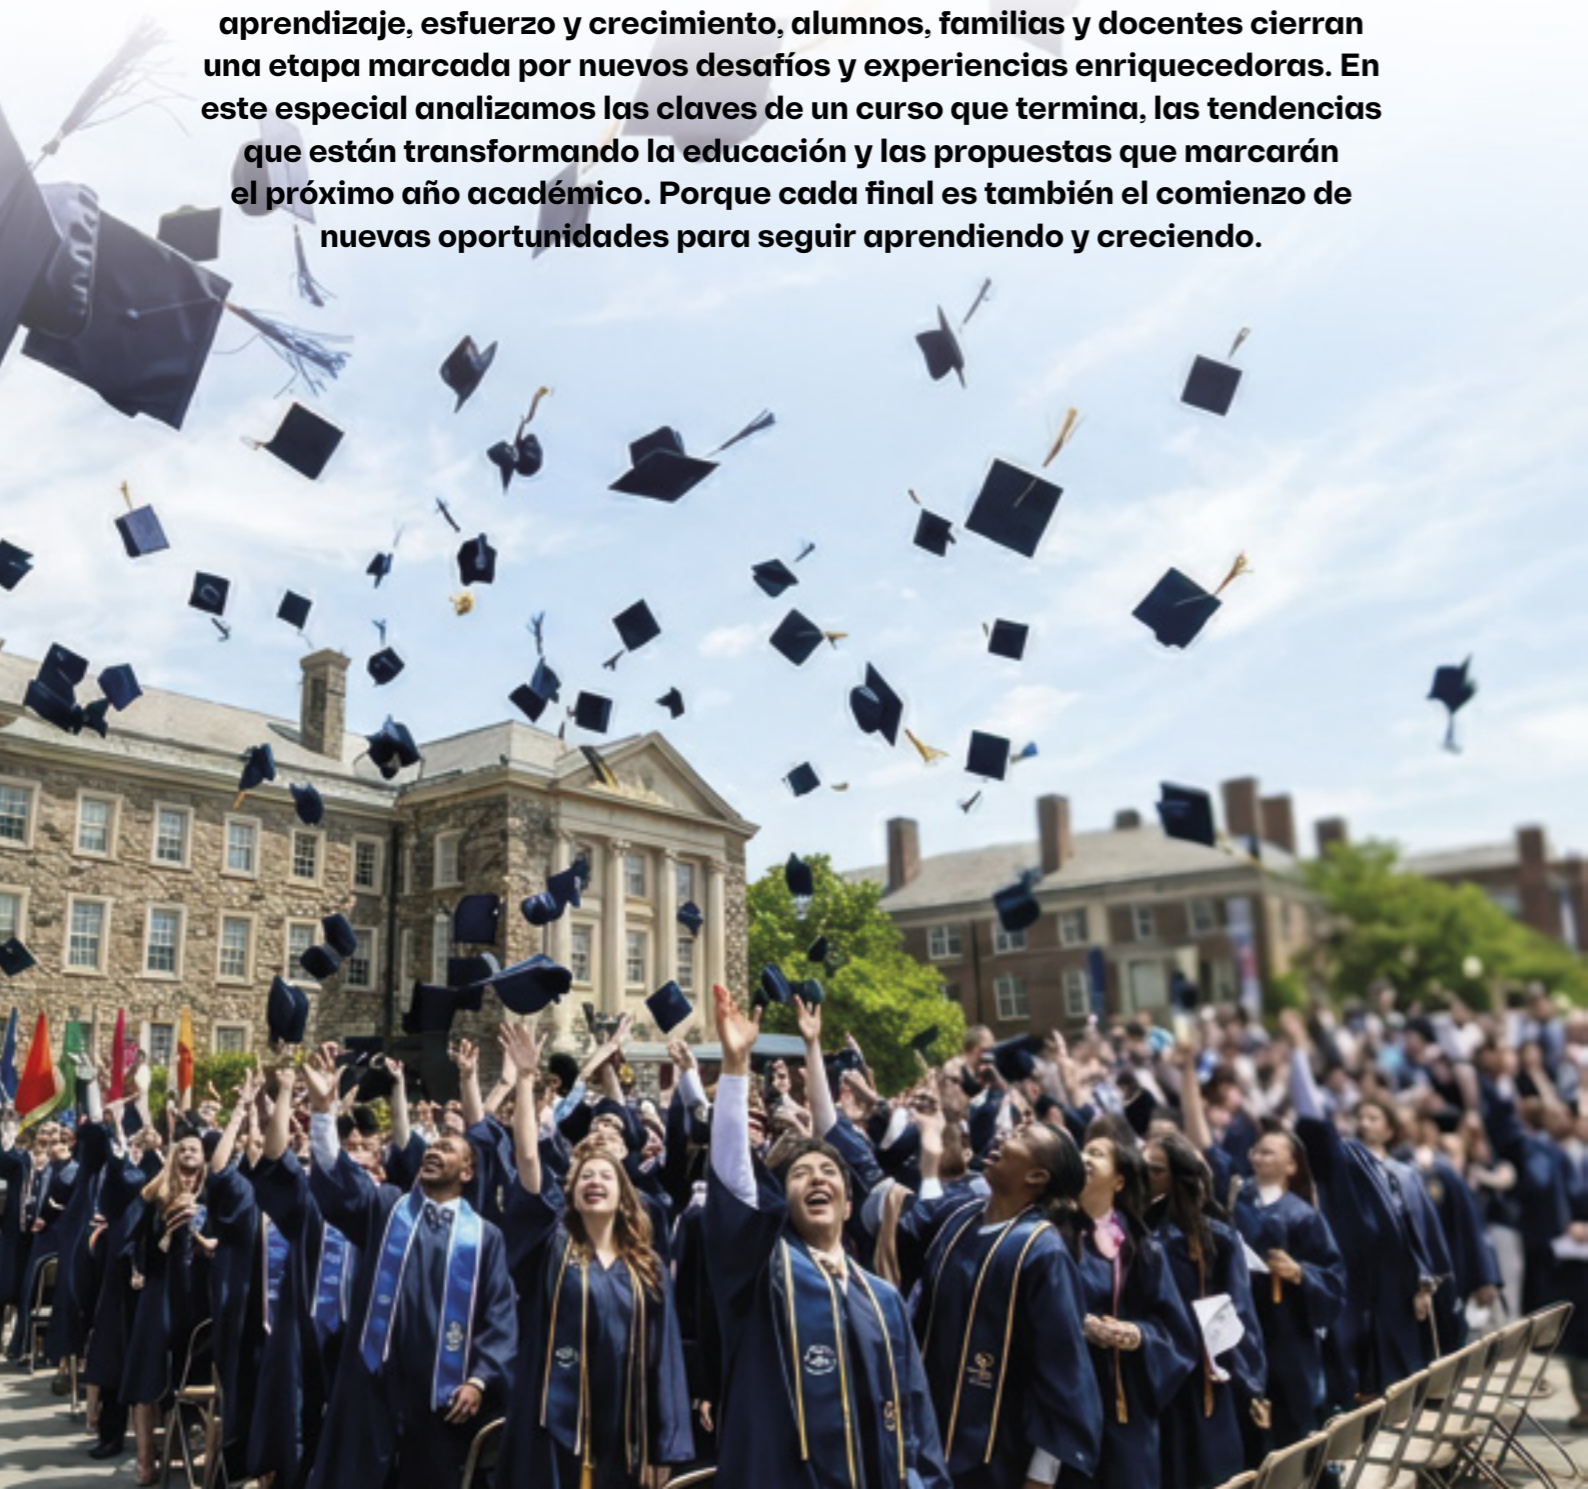 aprendizaje, esfuerzo y crecimiento, alumnos, familias y docentes cierran
una etapa marcada por nuevos desafíos y experiencias enriquecedoras. En
este especial analizamos las claves de un curso que termina, las tendencias
que están transformando la educación y las propuestas que marcarán
el próximo año académico. Porque cada final es también el comienzo de
nuevas oportunidades para seguir aprendiendo y creciendo.